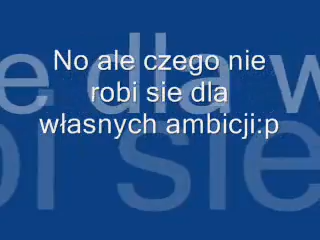 No ale czego nie
robi sie dla
własnych ambicji:p